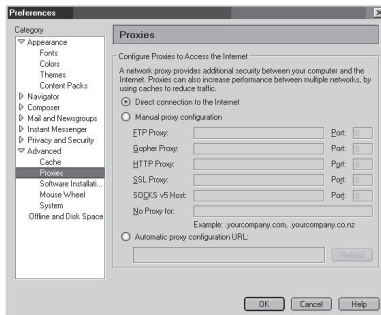 Preferences
Category
Appearance
Fonts
Colors
Themes
Content Packs
Navigator
Composer
Mail and Newsgroups
Instant Messenger
Privacy and Security
Advanced
Cache
Proxies
Software Installati...
Mouse Wheel
System
Offline and Disk Space
Proxies
Configure Proxies to Access the Internet
A network proxy provides additional security between your computer and the
Internet. Proxies can also increase performance between multiple networks, by
using caches to reduce traffic.
Direct connection to the Internet
Manual proxy configuration
FTP Proxy: Port: 0
Gopher Proxy: Port: 0
HTTP Proxy: Port: 0
SSL Proxy: Port: 0
SOCKS v5 Host: Port: 0
No Proxy for:
Example: .yourcompany.com, .yourcompany.co.nz
Automatic proxy configuration URL:
Reload
OK Cancel Help